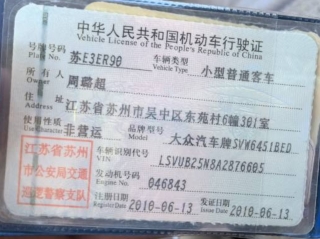 中华人民共和国机动车行驶证
Vehicle License of the People's Republic of China
号牌号码 苏E3ER90 车辆类型 小型普通客车
Plate No. Vehicle Type
所有人 周璐超
Owner
住址 江苏省苏州市吴中区东苑村6幢301室
Address
使用性质 非营运 品牌型号 大众汽车牌SVW6451BED
Use Character Model
江苏省苏州
市公安局交通
巡逻警察支队
车辆识别代号 LSVUB25N8A2876605
VIN
发动机号码 046843
Engine No.
注册日期 2010-06-13 发证日期 2010-06-13
Register Date Issue Date